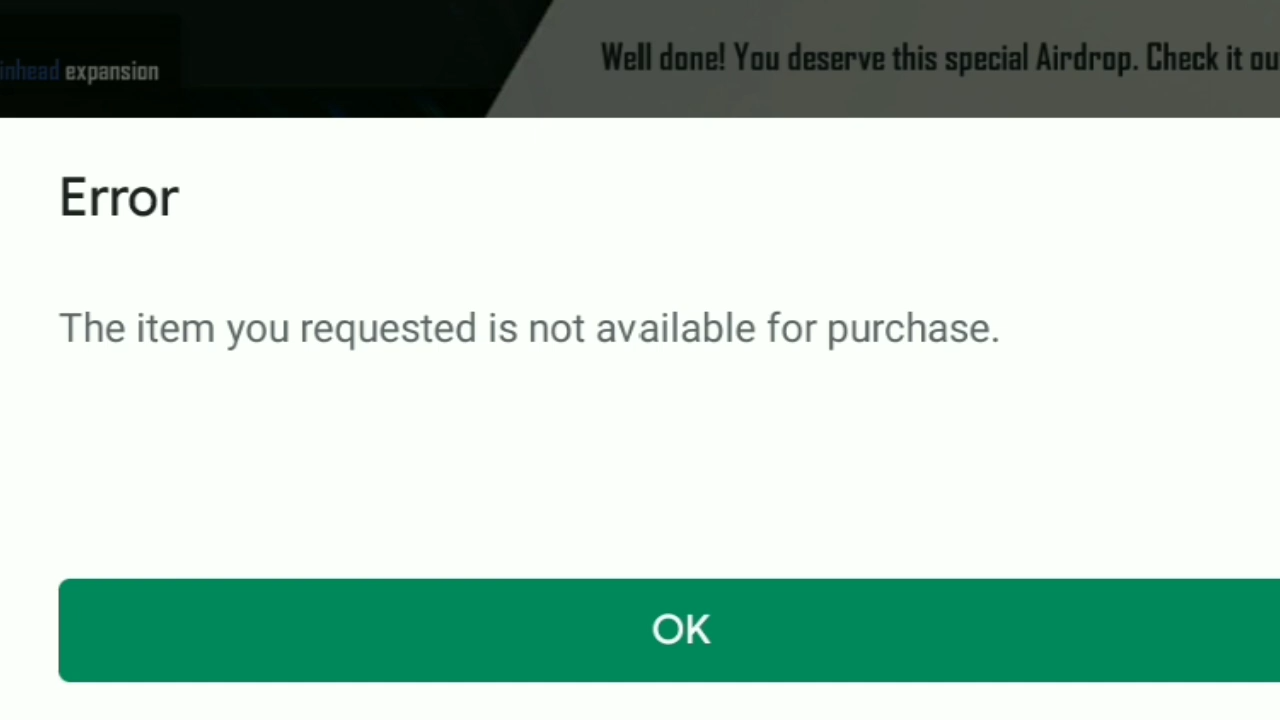 Well done! You deserve this special Airdrop. Check it
expansion
Error
The item you requested is not available for purchase.
OK